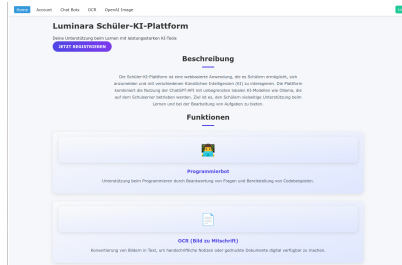 Home Account Chat Bots OCR OpenAI Image
Luminara Schüler-KI-Plattform
Deine Unterstützung beim Lernen mit leistungsstarken KI-Tools
JETZT REGISTRIEREN
Beschreibung
Die Schüler-KI-Plattform ist eine webbasierte Anwendung, die es Schülern ermöglicht, sich
anzumelden und mit verschiedenen Künstlichen Intelligenzen (KI) zu interagieren. Die Plattform
kombiniert die Nutzung der ChatGPT-API mit unbegrenzten lokalen KI-Modellen wie Ollama, die
auf dem Schulserver betrieben werden. Ziel ist es, den Schülern vielseitige Unterstützung beim
Lernen und bei der Bearbeitung von Aufgaben zu bieten.
Funktionen
Programmierbot
Unterstützung beim Programmieren durch Beantwortung von Fragen und Bereitstellung von Codebeispielen.
OCR (Bild zu Mitschrift)
Konvertierung von Bildern in Text, um handschriftliche Notizen oder gedruckte Dokumente digital verfügbar zu machen.